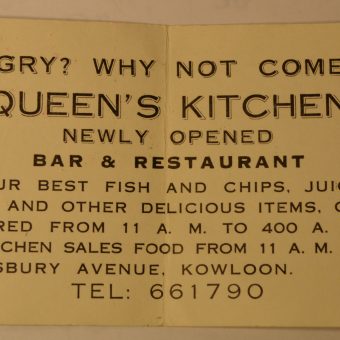 GRY? WHY NOT COME
QUEEN'S KITCHEN
NEWLY OPENED
BAR & RESTAURANT
UR BEST FISH AND CHIPS, JUIC
AND OTHER DELICIOUS ITEMS, C
RED FROM 11 A. M. TO 400 A.
CHEN SALES FOOD FROM 11 A. M.
SBURY AVENUE, KOWLOON.
TEL: 661790